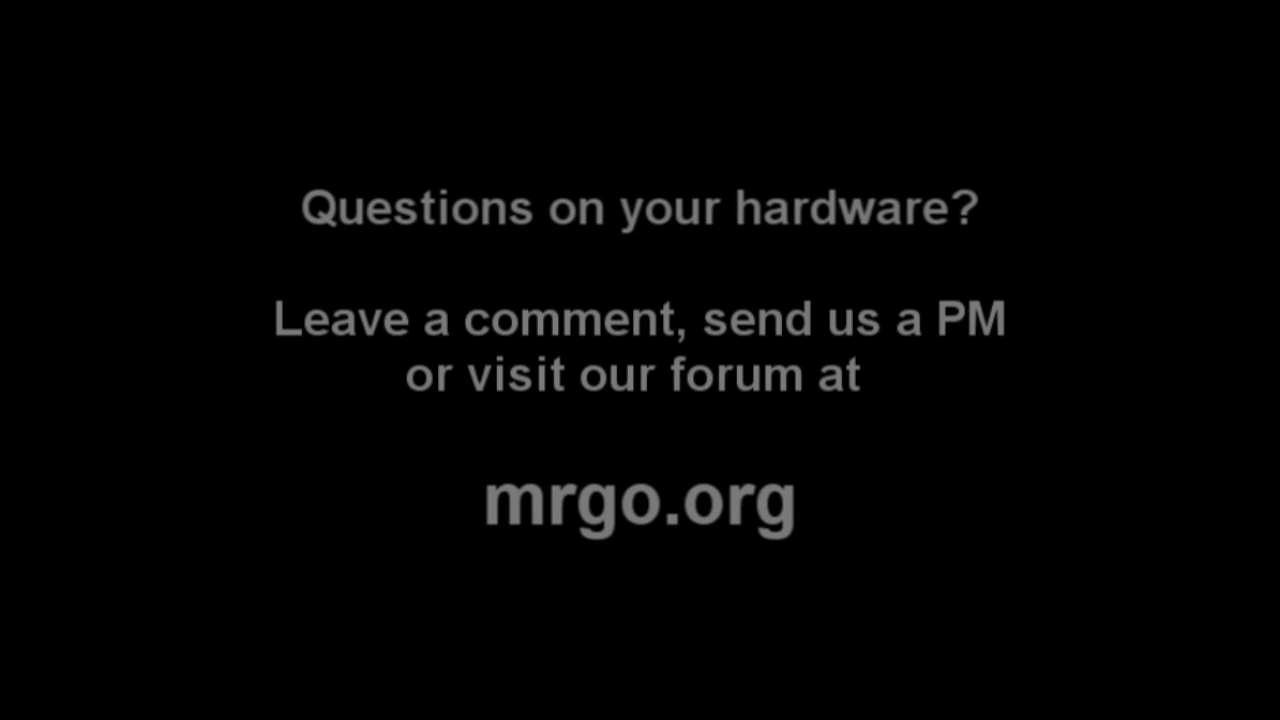 Questions on your hardware?
Leave a comment, send us a PM
or visit our forum at
mrgo.org